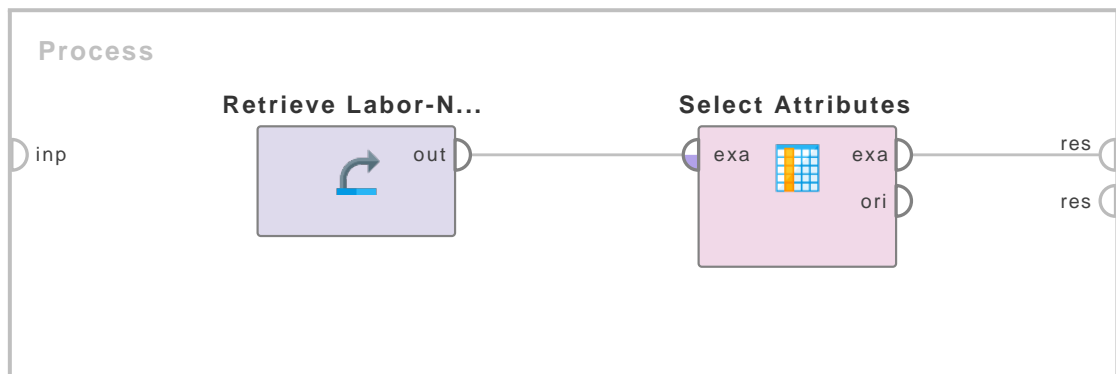 Process
Retrieve Labor-N...
Select Attributes
inp
out
exa
exa
res
ori
res